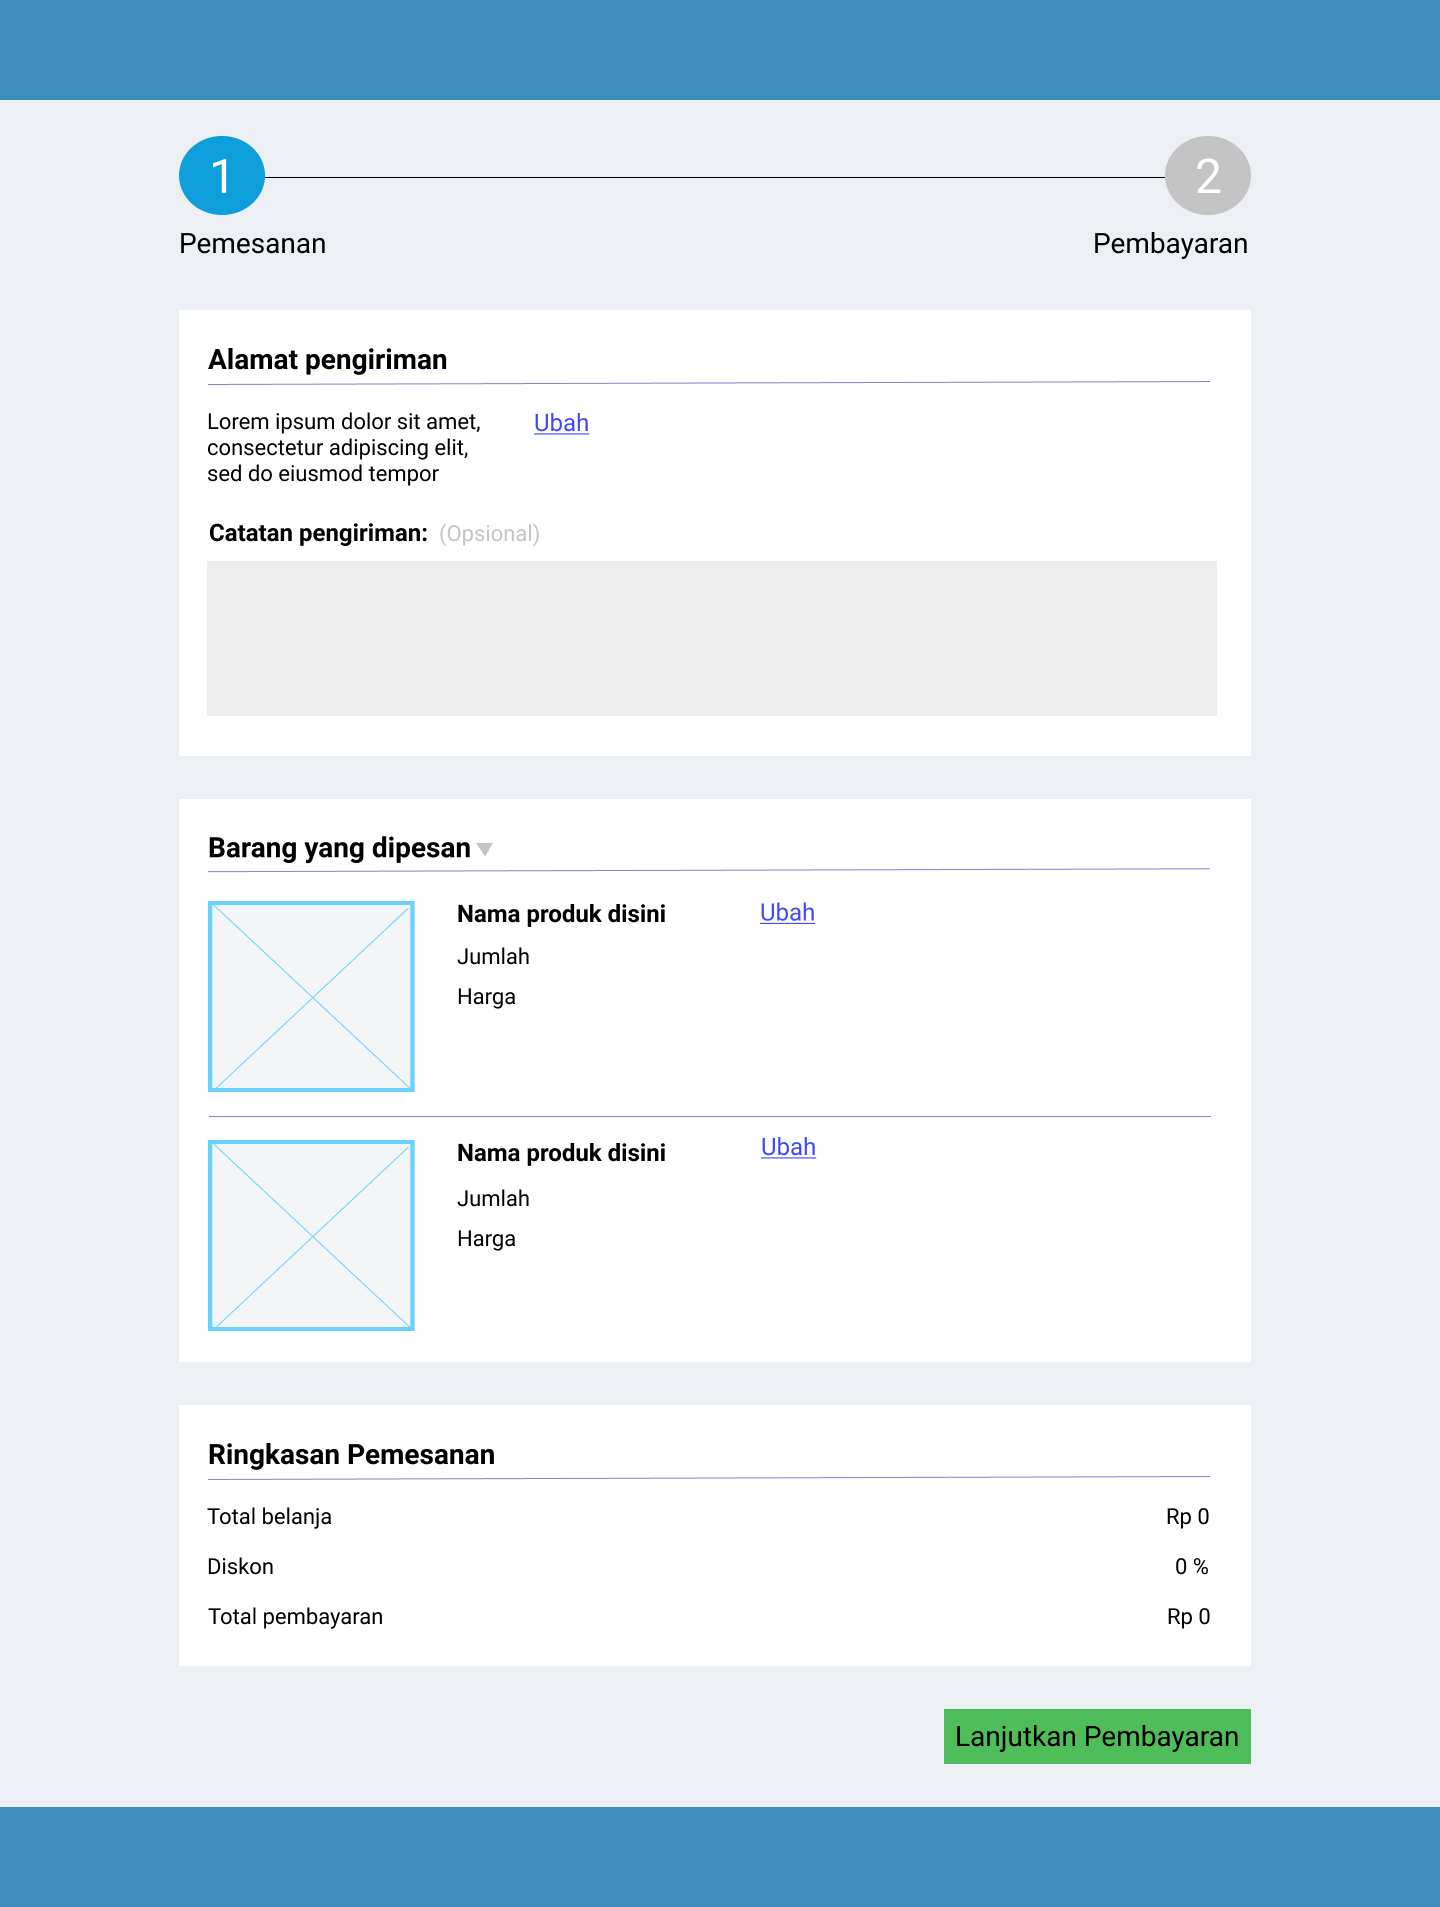 1
2
Pemesanan
Pembayaran
Alamat pengiriman
Lorem ipsum dolor sit amet,
consectetur adipiscing elit,
sed do eiusmod tempor
Ubah
Catatan pengiriman: (Opsional)
Barang yang dipesan
Nama produk disini
Ubah
Jumlah
Harga
Nama produk disini
Ubah
Jumlah
Harga
Ringkasan Pemesanan
Total belanja
Rp 0
Diskon
0 %
Total pembayaran
Rp 0
Lanjutkan Pembayaran